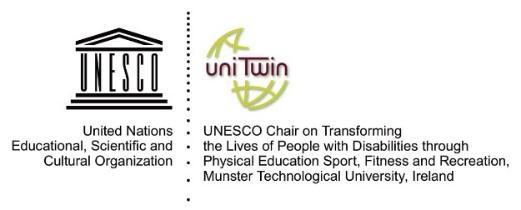 UNESCO
United Nations
Educational, Scientific and
Cultural Organization
uniTwin
UNESCO Chair on Transforming
the Lives of People with Disabilities through
Physical Education Sport, Fitness and Recreation,
Munster Technological University, Ireland